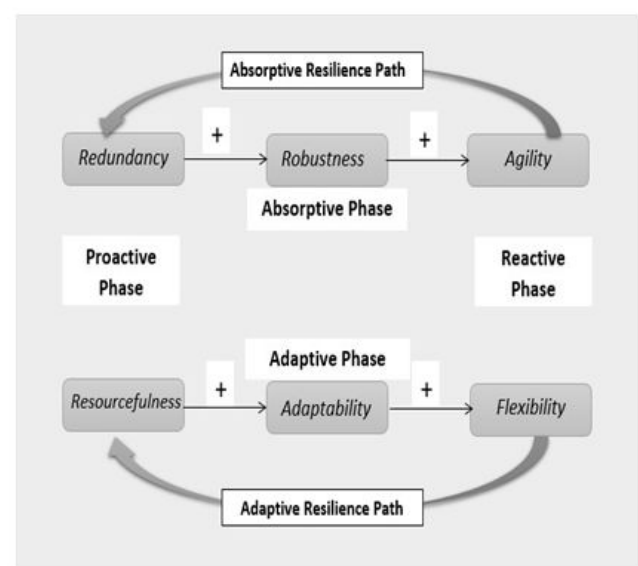 Absorptive Resilience Path
+
+
Redundancy
Robustness
Agility
Absorptive Phase
Proactive
Phase
Reactive
Phase
Adaptive Phase
+
+
Resourcefulness
Adaptability
Flexibility
Adaptive Resilience Path